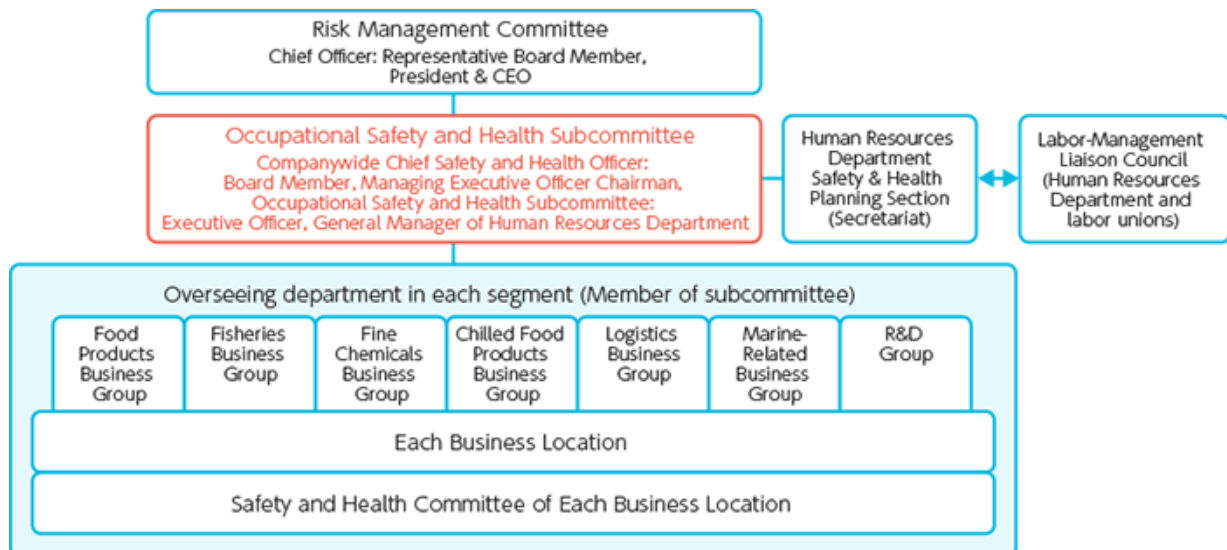 Risk Management Committee
Chief Officer: Representative Board Member,
President & CEO
Occupational Safety and Health Subcommittee
Companywide Chief Safety and Health Officer:
Board Member, Managing Executive Officer Chairman,
Occupational Safety and Health Subcommittee:
Executive Officer, General Manager of Human Resources Department
Human Resources
Department
Safety & Health
Planning Section
(Secretariat)
Labor-Management
Liaison Council
(Human Resources
Department and
labor unions)
Overseeing department in each segment (Member of subcommittee)
Food
Products
Business
Group
Fisheries
Business
Group
Fine
Chemicals
Business
Group
Chilled Food
Products
Business
Group
Logistics
Business
Group
Marine-
Related
Business
Group
R&D
Group
Each Business Location
Safety and Health Committee of Each Business Location